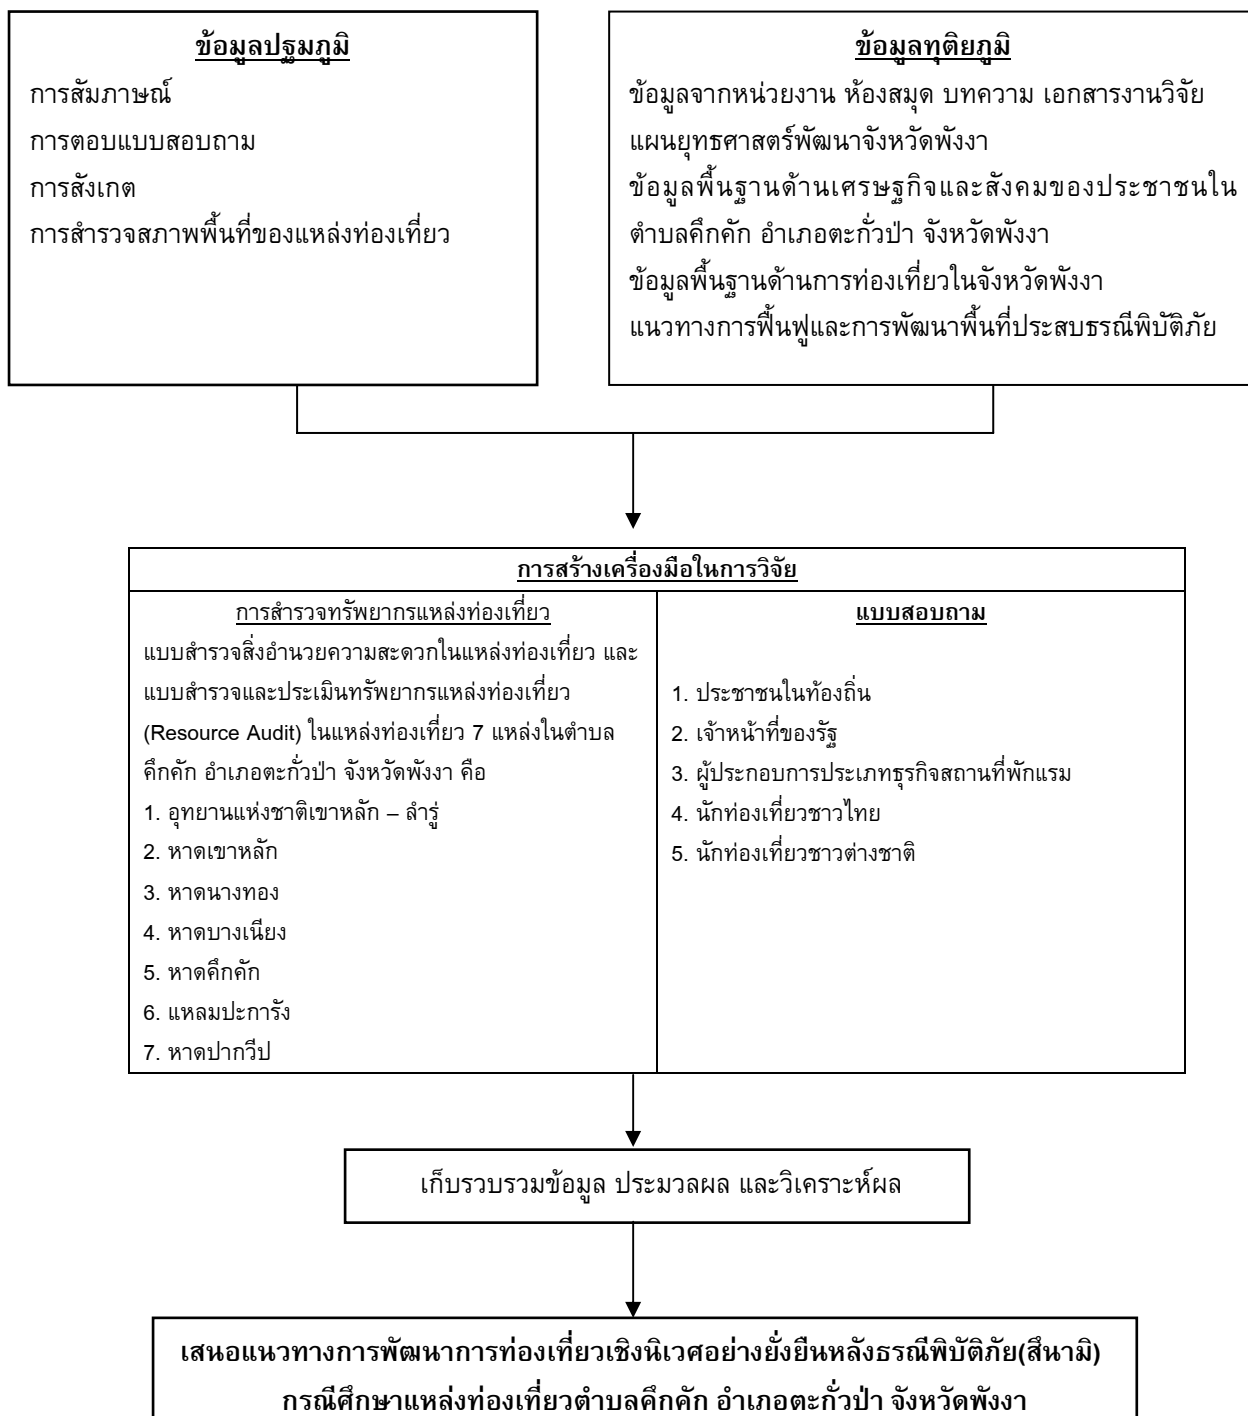 ข้อมูลปฐมภูมิ
การสัมภาษณ์
การตอบแบบสอบถาม
การสังเกต
การสำรวจสภาพพื้นที่ของแหล่งท่องเที่ยว
ข้อมูลทุติยภูมิ
ข้อมูลจากหน่วยงาน ห้องสมุด บทความ เอกสารงานวิจัย
แผนยุทธศาสตร์พัฒนาจังหวัดพังงา
ข้อมูลพื้นฐานด้านเศรษฐกิจและสังคมของประชาชนใน
ตำบลคึกคัก อำเภอตะกั่วป่า จังหวัดพังงา
ข้อมูลพื้นฐานด้านการท่องเที่ยวในจังหวัดพังงา
แนวทางการฟื้นฟูและการพัฒนาพื้นที่ประสบธรณีพิบัติภัย
การสร้างเครื่องมือในการวิจัย
การสำรวจทรัพยากรแหล่งท่องเที่ยว
แบบสำรวจสิ่งอำนวยความสะดวกในแหล่งท่องเที่ยว และ
แบบสำรวจและประเมินทรัพยากรแหล่งท่องเที่ยว
(Resource Audit) ในแหล่งท่องเที่ยว 7 แหล่งในตำบล
คึกคัก อำเภอตะกั่วป่า จังหวัดพังงา คือ
1. อุทยานแห่งชาติเขาหลัก – ลำรู่
2. หาดเขาหลัก
3. หาดนางทอง
4. หาดบางเนียง
5. หาดคึกคัก
6. แหลมปะการัง
7. หาดปากวีป
แบบสอบถาม
1. ประชาชนในท้องถิ่น
2. เจ้าหน้าที่ของรัฐ
3. ผู้ประกอบการประเภทธุรกิจสถานที่พักแรม
4. นักท่องเที่ยวชาวไทย
5. นักท่องเที่ยวชาวต่างชาติ
เก็บรวบรวมข้อมูล ประมวลผล และวิเคราะห์ผล
เสนอแนวทางการพัฒนาการท่องเที่ยวเชิงนิเวศอย่างยั่งยืนหลังธรณีพิบัติภัย(สึนามิ)
กรณีศึกษาแหล่งท่องเที่ยวตำบลคึกคัก อำเภอตะกั่วป่า จังหวัดพังงา